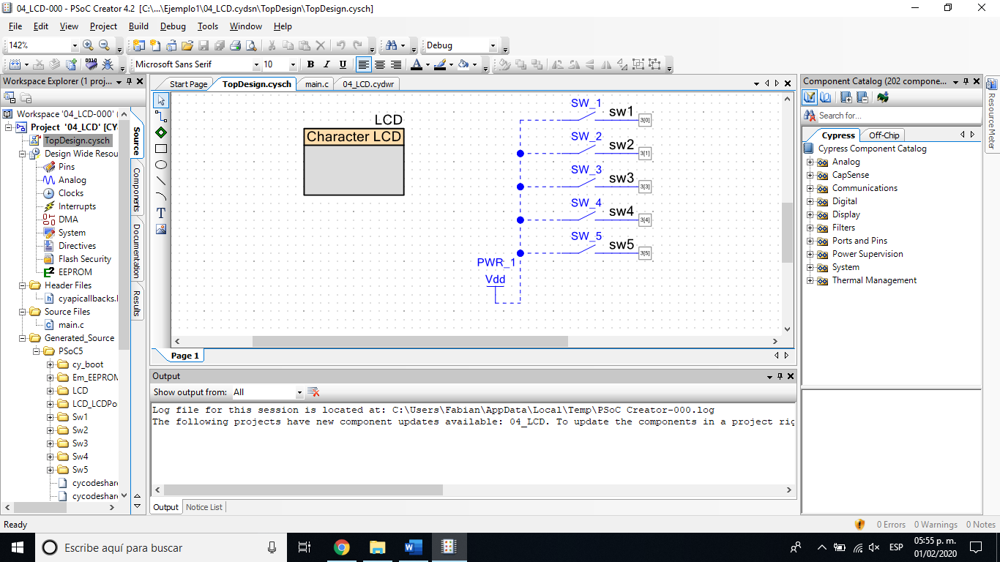 04_LCD-000 - PSoC Creator 4.2 [C:\...\Ejemplo1\04_LCD.cydsn\TopDesign\TopDesign.cysch]
File Edit View Project Build Debug Tools Window Help
142% Debug
Microsoft Sans Serif 10 B I U A
Workspace Explorer (1 proj...
Workspace '04_LCD-000'
Project '04_LCD' [CY
TopDesign.cysch
Design Wide Resou
Pins
Analog
Clocks
Interrupts
DMA
System
Directives
Flash Security
EEPROM
Header Files
cyapicallbacks.
Source Files
main.c
Generated_Source
PSoC5
cy_boot
Em_EEPROM
LCD
LCD_LCDPo
Sw1
Sw2
Sw3
Sw4
Sw5
cycodeshare
cycodeshare
Source
Components
Documentation
Results
Start Page TopDesign.cysch main.c 04_LCD.cydwr
T
LCD
Character LCD
SW_1 sw1 3[0]
SW_2 sw2 3[1]
SW_3 sw3 3[3]
SW_4 sw4 3[4]
SW_5 sw5 3[5]
PWR_1
Vdd
Page 1
Output
Show output from: All
Log file for this session is located at: C:\Users\Fabian\AppData\Local\Temp\PSoC Creator-000.log
The following projects have new component updates available: 04_LCD. To update the components in a project rig
Output Notice List
Component Catalog (202 compone...
Search for...
Cypress Off-Chip
Cypress Component Catalog
Analog
CapSense
Communications
Digital
Display
Filters
Ports and Pins
Power Supervision
System
Thermal Management
Resource Meter
Ready 0 Errors 0 Warnings 0 Notes
Escribe aquí para buscar
ESP
05:55 p. m.
01/02/2020